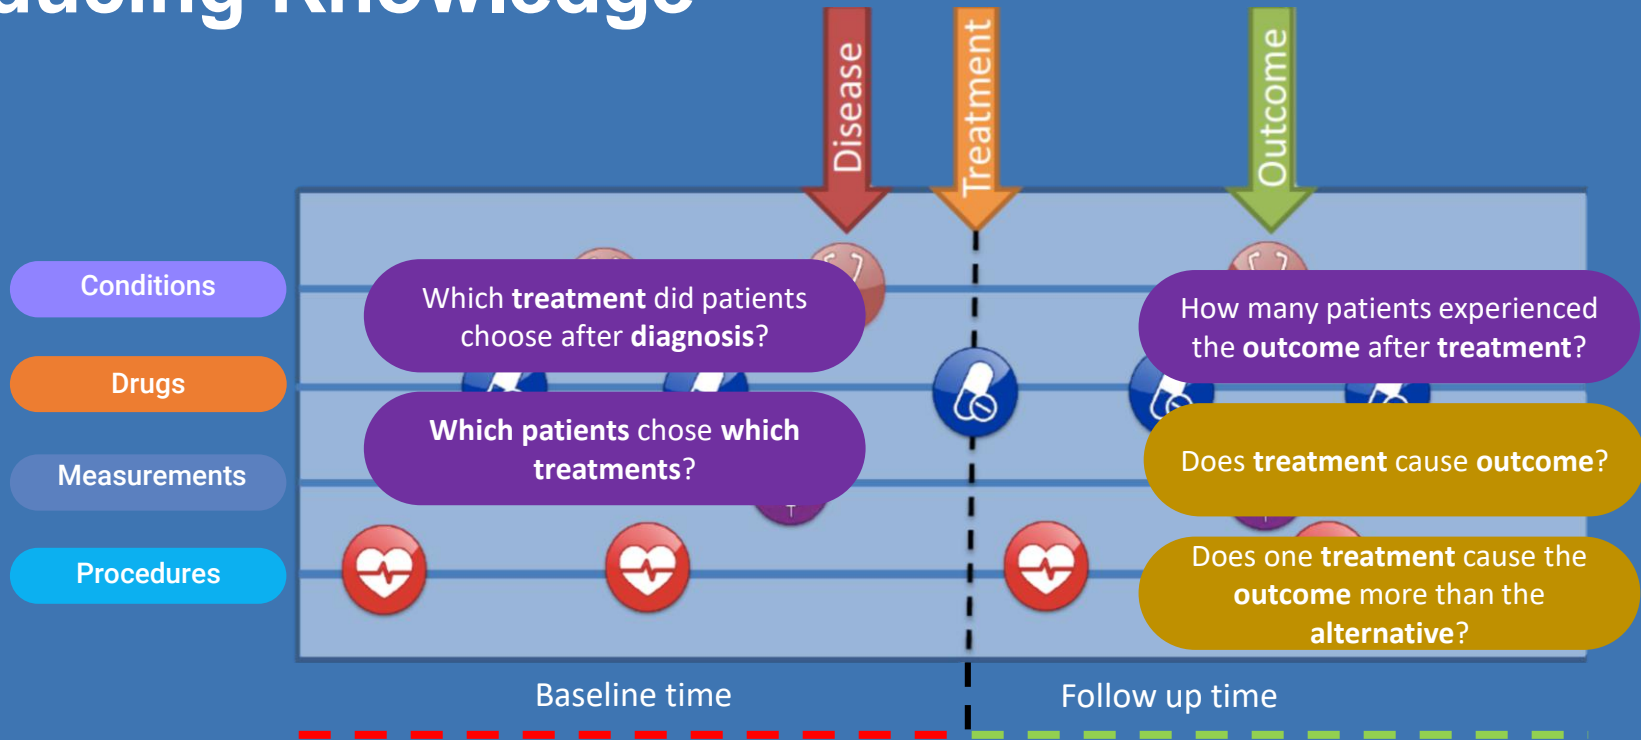 Knowledge
Disease
Treatment
Outcome
Conditions
Which treatment did patients
choose after diagnosis?
How many patients experienced
the outcome after treatment?
Drugs
Which patients chose which
treatments?
Does treatment cause outcome?
Measurements
T
Procedures
Does one treatment cause the
outcome more than the
alternative?
Baseline time
Follow up time